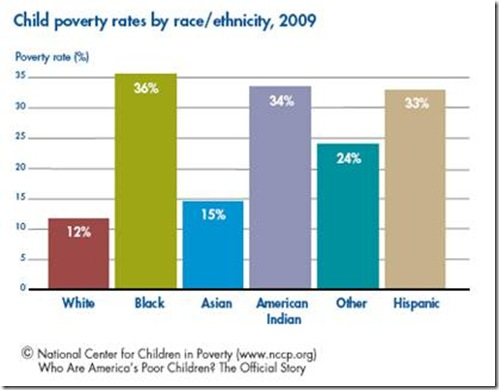 Child poverty rates by race/ethnicity, 2009
Poverty rate (%)
35
30
25
20
15
10
5
0
12%
36%
15%
34%
24%
33%
White
Black
Asian
American
Indian
Other
Hispanic
© National Center for Children in Poverty (www.nccp.org)
Who Are America's Poor Children? The Official Story